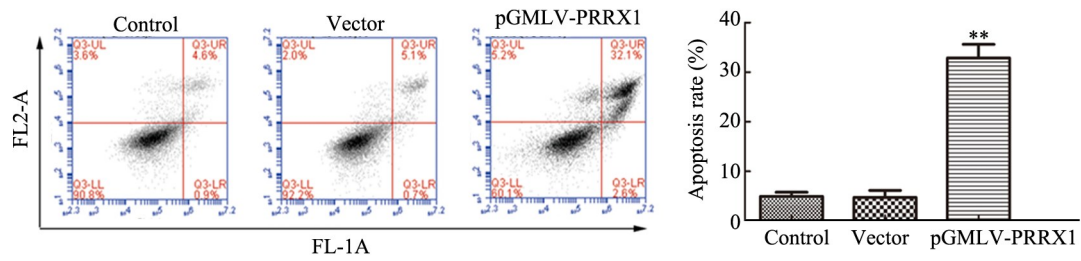 Control
Vector
pGMLV-PRRX1
Q3-UL
3.6%
Q3-UR
4.6%
Q3-LL
90.8%
Q3-LR
0.9%
Q3-UL
2.0%
Q3-UR
5.1%
Q3-LL
92.2%
Q3-LR
0.7%
Q3-UL
5.2%
Q3-UR
32.1%
Q3-LL
60.1%
Q3-LR
2.6%
FL2-A
FL-1A
Apoptosis rate (%)
40
30
20
10
0
**
Control
Vector
pGMLV-PRRX1